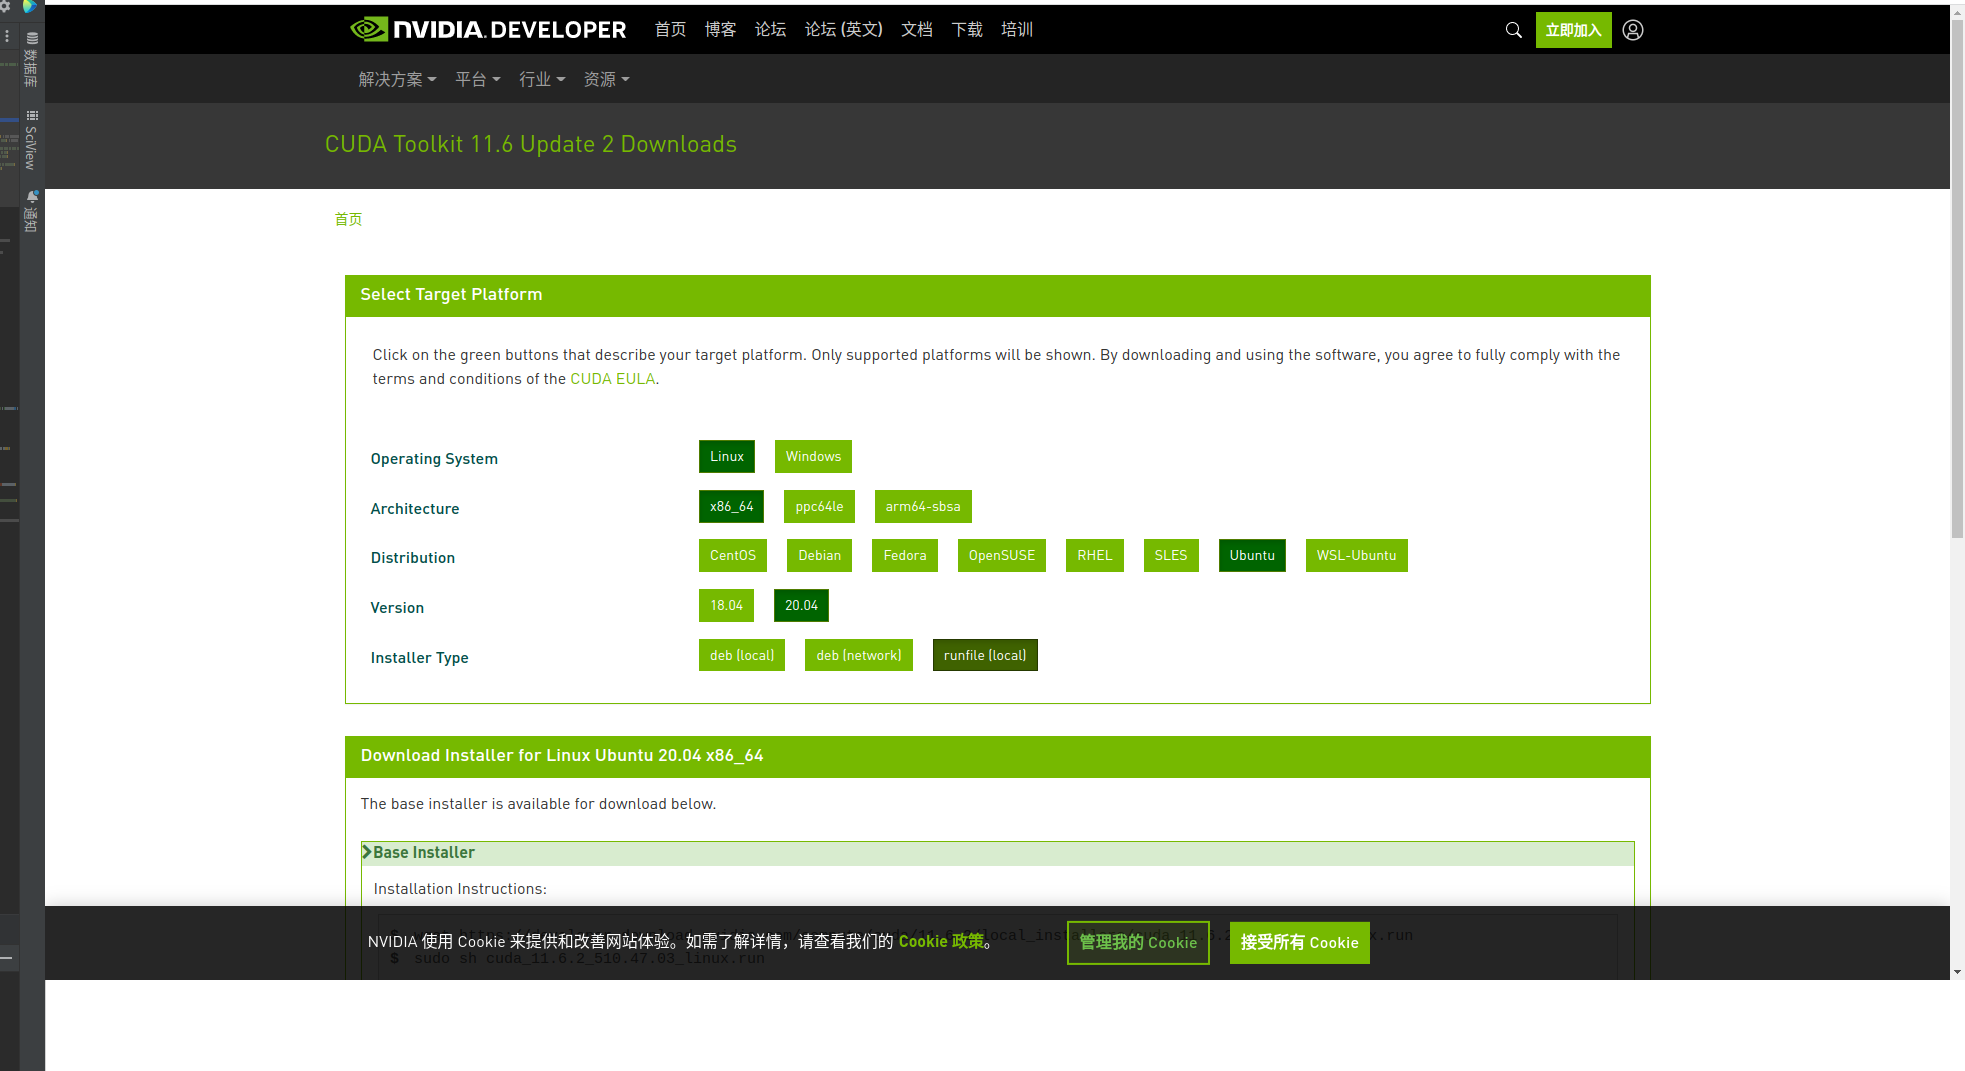 NVIDIA. DEVELOPER 首页 博客 论坛 论坛 (英文) 文档 下载 培训 立即加入
解决方案 平台 行业 资源
数据库
SciView
通知
CUDA Toolkit 11.6 Update 2 Downloads
首页
Select Target Platform
Click on the green buttons that describe your target platform. Only supported platforms will be shown. By downloading and using the software, you agree to fully comply with the
terms and conditions of the CUDA EULA.
Operating System Linux Windows
Architecture x86_64 ppc64le arm64-sbsa
Distribution CentOS Debian Fedora OpenSUSE RHEL SLES Ubuntu WSL-Ubuntu
Version 18.04 20.04
Installer Type deb (local) deb (network) runfile (local)
Download Installer for Linux Ubuntu 20.04 x86_64
The base installer is available for download below.
Base Installer
Installation Instructions:
NVIDIA 使用 Cookie 来提供和改善网站体验。如需了解详情，请查看我们的 Cookie 政策。 管理我的 Cookie 接受所有 Cookie
$ sudo sh cuda_11.6.2_510.47.03_linux.run